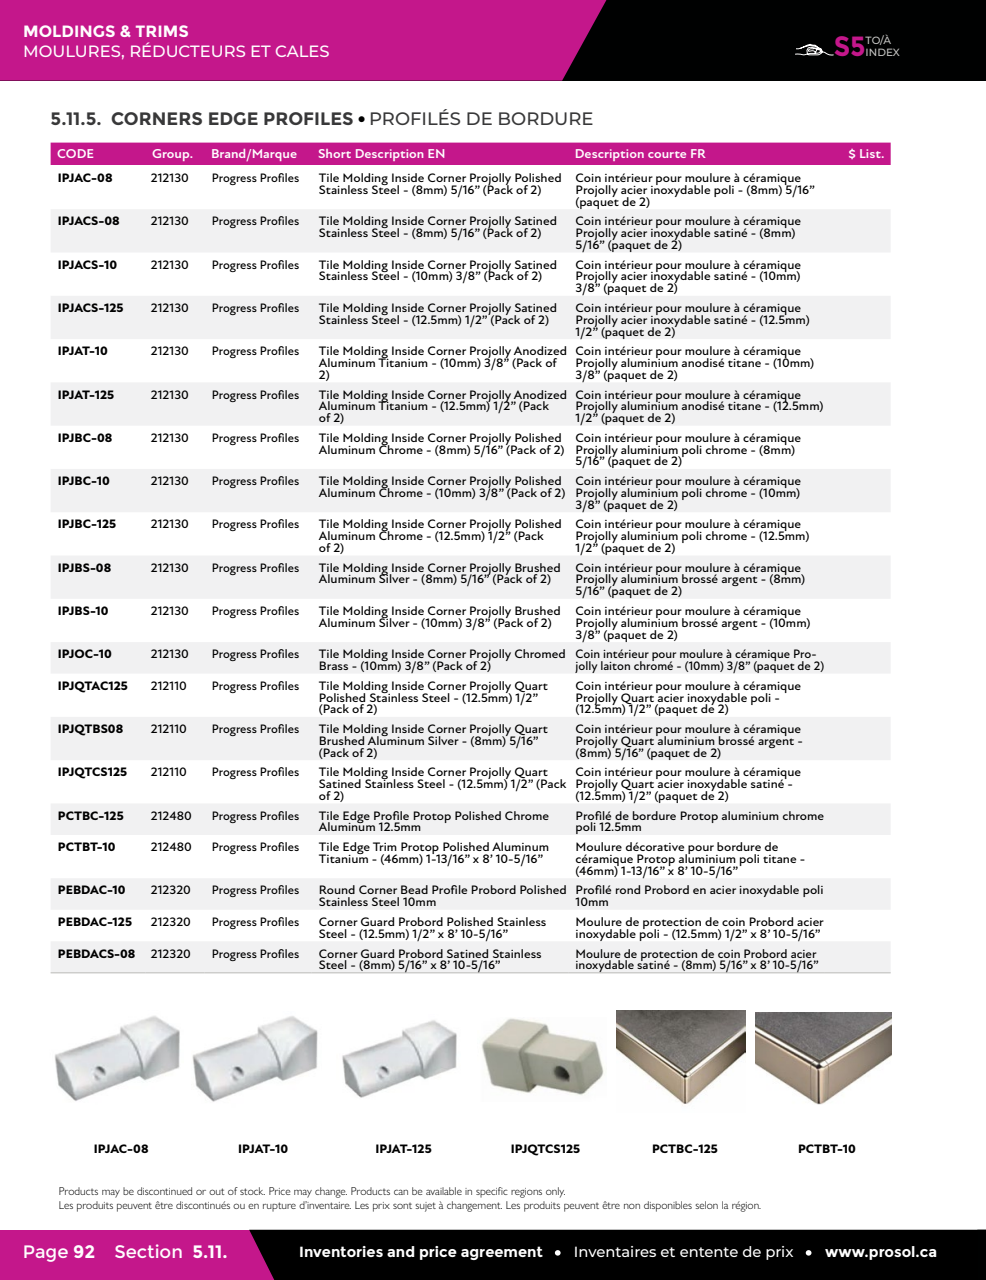 MOLDINGS & TRIMS
MOULURES, RÉDUCTEURS ET CALES
S5 TO/À INDEX
5.11.5. CORNERS EDGE PROFILES • PROFILÉS DE BORDURE
CODE Group. Brand/Marque Short Description EN Description courte FR $ List.
IPJAC-08 212130 Progress Profiles Tile Molding Inside Corner Projolly Polished Coin intérieur pour moulure à céramique
Stainless Steel - (8mm) 5/16” (Pack of 2) Projolly acier inoxydable poli - (8mm) 5/16”
(paquet de 2)
IPJACS-08 212130 Progress Profiles Tile Molding Inside Corner Projolly Satined Coin intérieur pour moulure à céramique
Stainless Steel - (8mm) 5/16” (Pack of 2) Projolly acier inoxydable satiné - (8mm)
5/16” (paquet de 2)
IPJACS-10 212130 Progress Profiles Tile Molding Inside Corner Projolly Satined Coin intérieur pour moulure à céramique
Stainless Steel - (10mm) 3/8” (Pack of 2) Projolly acier inoxydable satiné - (10mm)
3/8” (paquet de 2)
IPJACS-125 212130 Progress Profiles Tile Molding Inside Corner Projolly Satined Coin intérieur pour moulure à céramique
Stainless Steel - (12.5mm) 1/2” (Pack of 2) Projolly acier inoxydable satiné - (12.5mm)
1/2” (paquet de 2)
IPJAT-10 212130 Progress Profiles Tile Molding Inside Corner Projolly Anodized Coin intérieur pour moulure à céramique
Aluminum Titanium - (10mm) 3/8” (Pack of Projolly aluminium anodisé titane - (10mm)
2) 3/8” (paquet de 2)
IPJAT-125 212130 Progress Profiles Tile Molding Inside Corner Projolly Anodized Coin intérieur pour moulure à céramique
Aluminum Titanium - (12.5mm) 1/2” (Pack Projolly aluminium anodisé titane - (12.5mm)
of 2) 1/2” (paquet de 2)
IPJBC-08 212130 Progress Profiles Tile Molding Inside Corner Projolly Polished Coin intérieur pour moulure à céramique
Aluminum Chrome - (8mm) 5/16” (Pack of 2) Projolly aluminium poli chrome - (8mm)
5/16” (paquet de 2)
IPJBC-10 212130 Progress Profiles Tile Molding Inside Corner Projolly Polished Coin intérieur pour moulure à céramique
Aluminum Chrome - (10mm) 3/8” (Pack of 2) Projolly aluminium poli chrome - (10mm)
3/8” (paquet de 2)
IPJBC-125 212130 Progress Profiles Tile Molding Inside Corner Projolly Polished Coin intérieur pour moulure à céramique
Aluminum Chrome - (12.5mm) 1/2” (Pack Projolly aluminium poli chrome - (12.5mm)
of 2) 1/2” (paquet de 2)
IPJBS-08 212130 Progress Profiles Tile Molding Inside Corner Projolly Brushed Coin intérieur pour moulure à céramique
Aluminum Silver - (8mm) 5/16” (Pack of 2) Projolly aluminium brossé argent - (8mm)
5/16” (paquet de 2)
IPJBS-10 212130 Progress Profiles Tile Molding Inside Corner Projolly Brushed Coin intérieur pour moulure à céramique
Aluminum Silver - (10mm) 3/8” (Pack of 2) Projolly aluminium brossé argent - (10mm)
3/8” (paquet de 2)
IPJOC-10 212130 Progress Profiles Tile Molding Inside Corner Projolly Chromed Coin intérieur pour moulure à céramique Pro-
Brass - (10mm) 3/8” (Pack of 2) jolly laiton chromé - (10mm) 3/8” (paquet de 2)
IPJQTAC125 212110 Progress Profiles Tile Molding Inside Corner Projolly Quart Coin intérieur pour moulure à céramique
Polished Stainless Steel - (12.5mm) 1/2” Projolly Quart acier inoxydable poli -
(Pack of 2) (12.5mm) 1/2” (paquet de 2)
IPJQTBS08 212110 Progress Profiles Tile Molding Inside Corner Projolly Quart Coin intérieur pour moulure à céramique
Brushed Aluminum Silver - (8mm) 5/16” Projolly Quart aluminium brossé argent -
(Pack of 2) (8mm) 5/16” (paquet de 2)
IPJQTCS125 212110 Progress Profiles Tile Molding Inside Corner Projolly Quart Coin intérieur pour moulure à céramique
Satined Stainless Steel - (12.5mm) 1/2” (Pack Projolly Quart acier inoxydable satiné -
of 2) (12.5mm) 1/2” (paquet de 2)
PCTBC-125 212480 Progress Profiles Tile Edge Profile Protop Polished Chrome Profilé de bordure Protop aluminium chrome
Aluminum 12.5mm poli 12.5mm
PCTBT-10 212480 Progress Profiles Tile Edge Trim Protop Polished Aluminum Moulure décorative pour bordure de
Titanium - (46mm) 1-13/16” x 8’ 10-5/16” céramique Protop aluminium poli titane -
(46mm) 1-13/16” x 8’ 10-5/16”
PEBDAC-10 212320 Progress Profiles Round Corner Bead Profile Probord Polished Profilé rond Probord en acier inoxydable poli
Stainless Steel 10mm 10mm
PEBDAC-125 212320 Progress Profiles Corner Guard Probord Polished Stainless Moulure de protection de coin Probord acier
Steel - (12.5mm) 1/2” x 8’ 10-5/16” inoxydable poli - (12.5mm) 1/2” x 8’ 10-5/16”
PEBDACS-08 212320 Progress Profiles Corner Guard Probord Satined Stainless Moulure de protection de coin Probord acier
Steel - (8mm) 5/16” x 8’ 10-5/16” inoxydable satiné - (8mm) 5/16” x 8’ 10-5/16”
IPJAC-08 IPJAT-10 IPJAT-125 IPJQTCS125 PCTBC-125 PCTBT-10
Products may be discontinued or out of stock. Price may change. Products can be available in specific regions only.
Les produits peuvent être discontinués ou en rupture d’inventaire. Les prix sont sujet à changement. Les produits peuvent être non disponibles selon la région.
Page 92 Section 5.11. Inventories and price agreement • Inventaires et entente de prix • www.prosol.ca